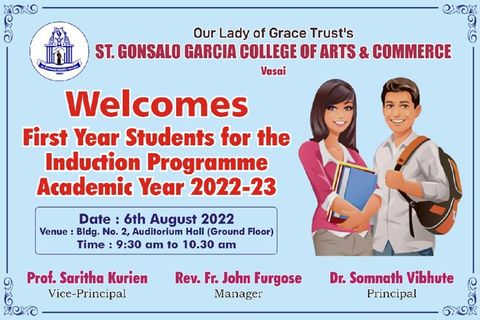 Our Lady of Grace Trust's
ST. GONSALO GARCIA COLLEGE OF ARTS & COMMERCE
Vasai
Welcomes
First Year Students for the
Induction Programme
Academic Year 2022-23
Date : 6th August 2022
Venue : Bldg. No. 2, Auditorium Hall (Ground Floor)
Time : 9:30 am to 10.30 am
Prof. Saritha Kurien
Vice-Principal
Rev. Fr. John Furgose
Manager
Dr. Somnath Vibhute
Principal